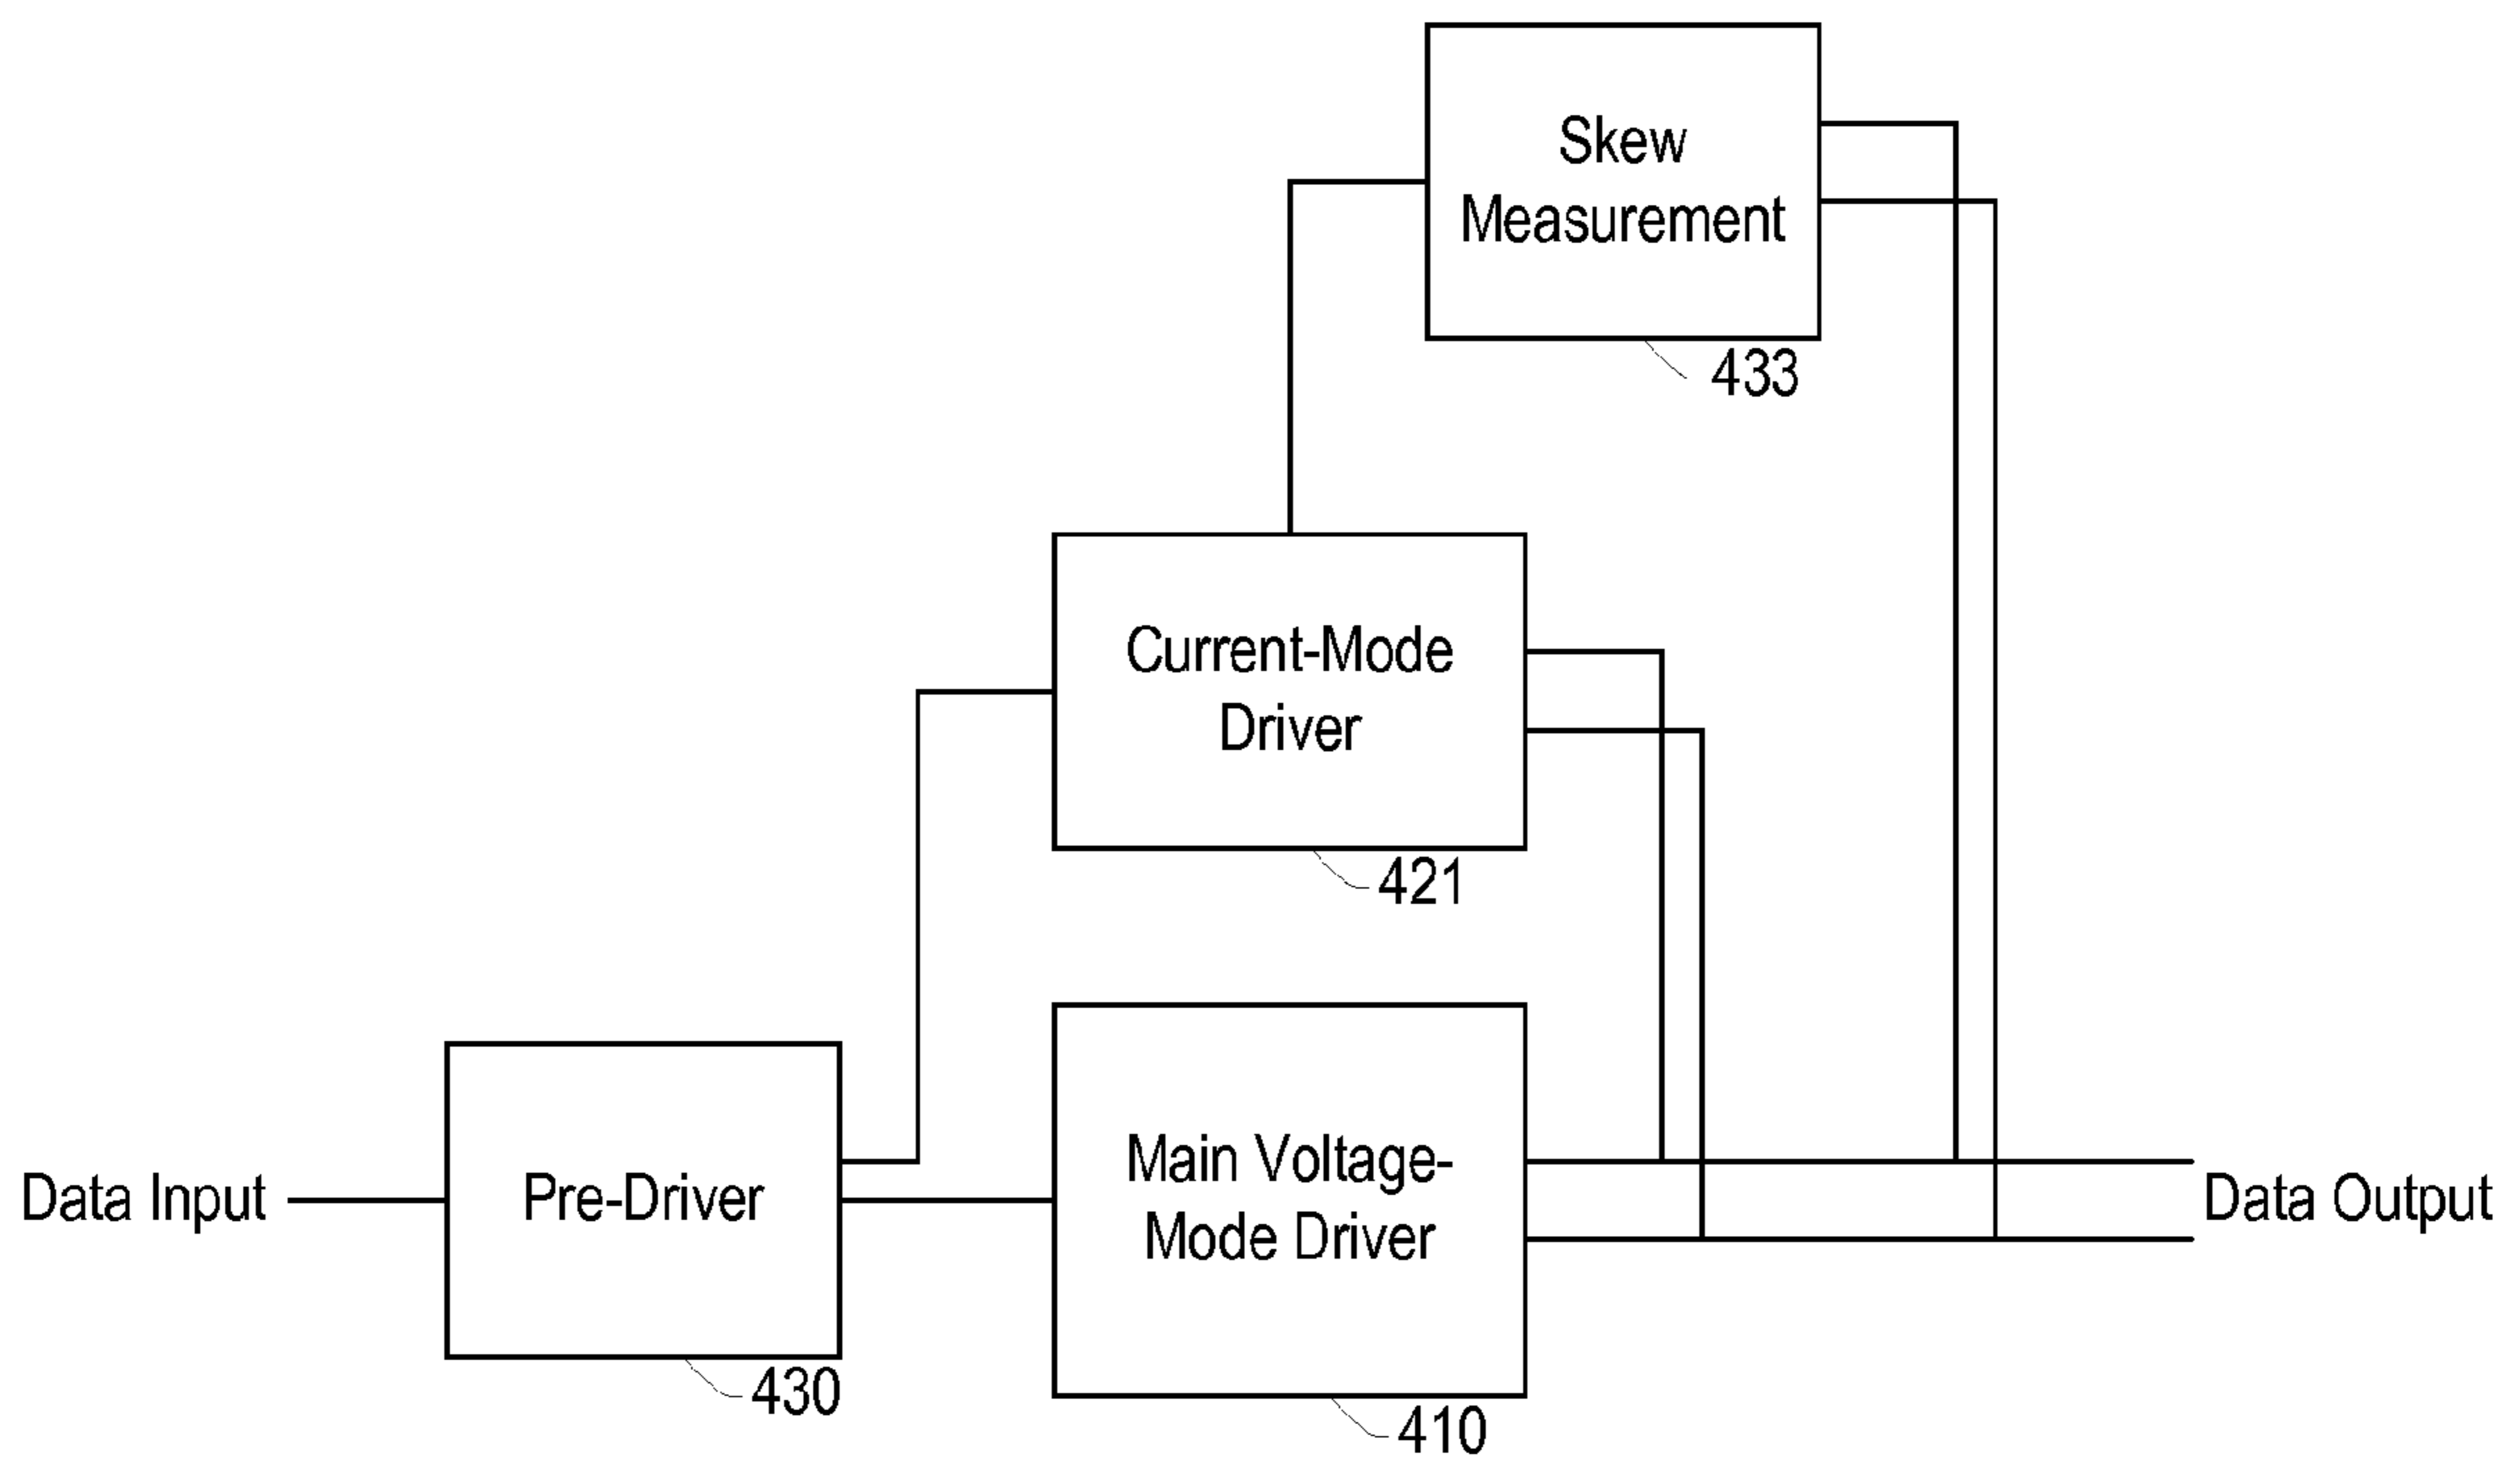 Skew
Measurement
433
Current-Mode
Driver
421
Data Input
Pre-Driver
430
Main Voltage-
Mode Driver
410
Data Output